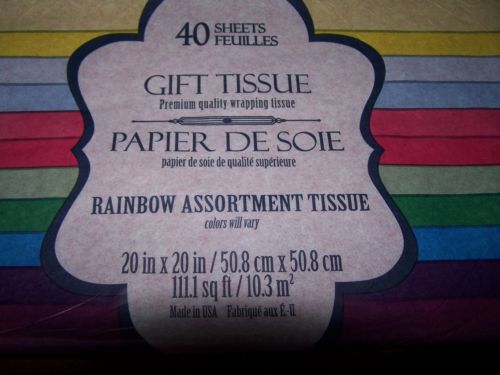 40 SHEETS
FEUILLES
GIFT TISSUE
Premium quality wrapping tissue
PAPIER DE SOIE
papier de soie de qualité supérieure
RAINBOW ASSORTMENT TISSUE
colors will vary
20 in x 20 in / 50.8 cm x 50.8 cm
111.1 sq ft / 10.3 m²
Made in USA Fabriqué aux É-U.